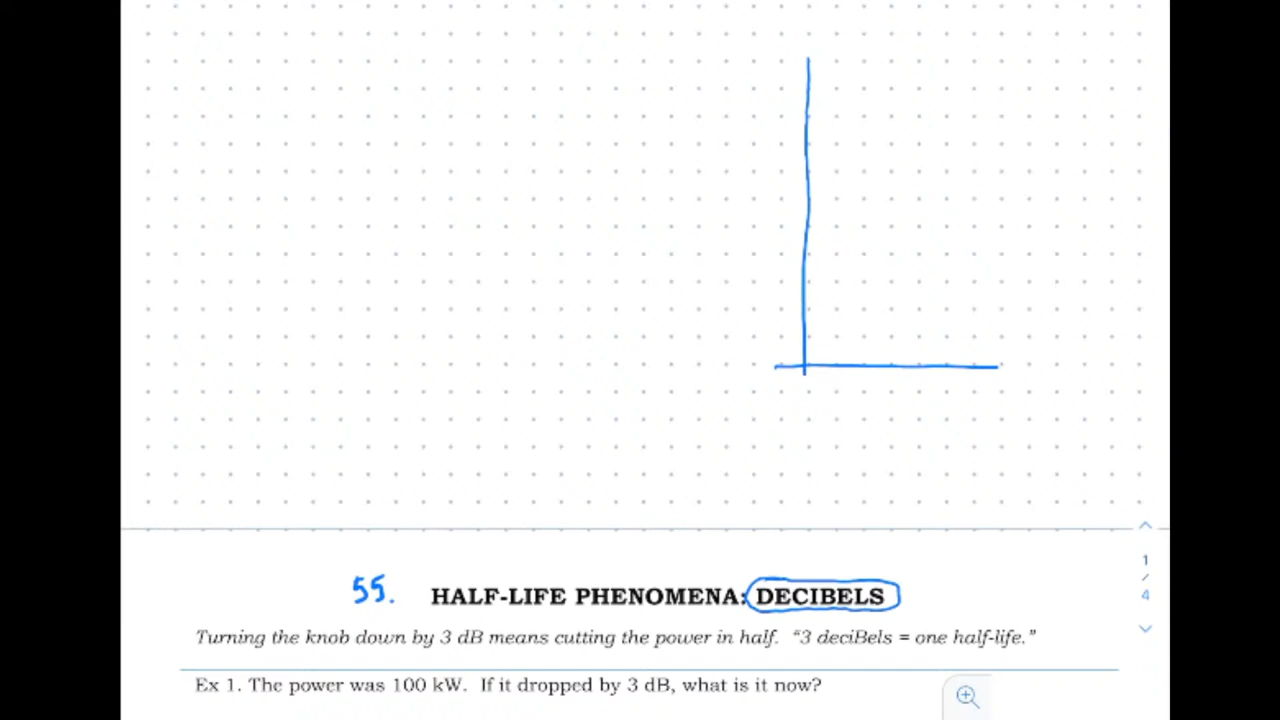 55. HALF-LIFE PHENOMENA: DECIBELS
Turning the knob down by 3 dB means cutting the power in half. “3 deciBels = one half-life.”
Ex 1. The power was 100 kW. If it dropped by 3 dB, what is it now?
1
/
4